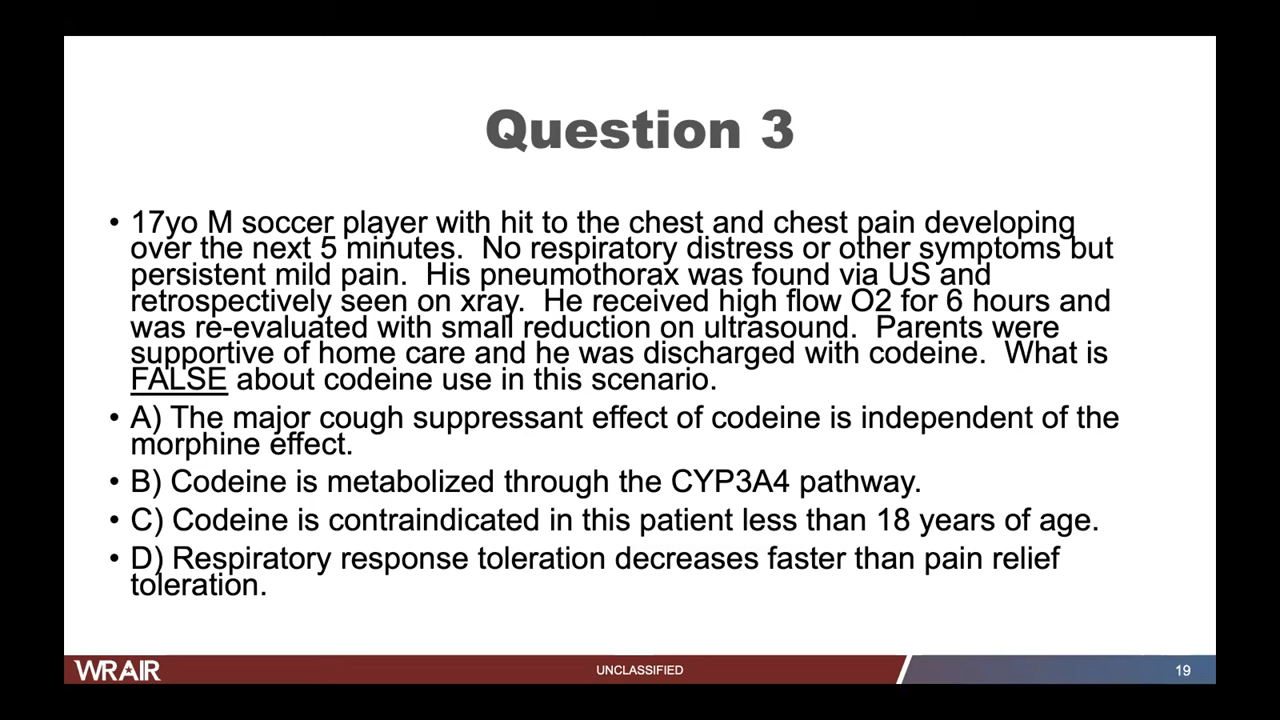 Question 3
• 17yo M soccer player with hit to the chest and chest pain developing
over the next 5 minutes.  No respiratory distress or other symptoms but
persistent mild pain.  His pneumothorax was found via US and
retrospectively seen on xray.  He received high flow O2 for 6 hours and
was re-evaluated with small reduction on ultrasound.  Parents were
supportive of home care and he was discharged with codeine.  What is
FALSE about codeine use in this scenario.
• A) The major cough suppressant effect of codeine is independent of the
morphine effect.
• B) Codeine is metabolized through the CYP3A4 pathway.
• C) Codeine is contraindicated in this patient less than 18 years of age.
• D) Respiratory response toleration decreases faster than pain relief
toleration.
WRAIR
UNCLASSIFIED
19